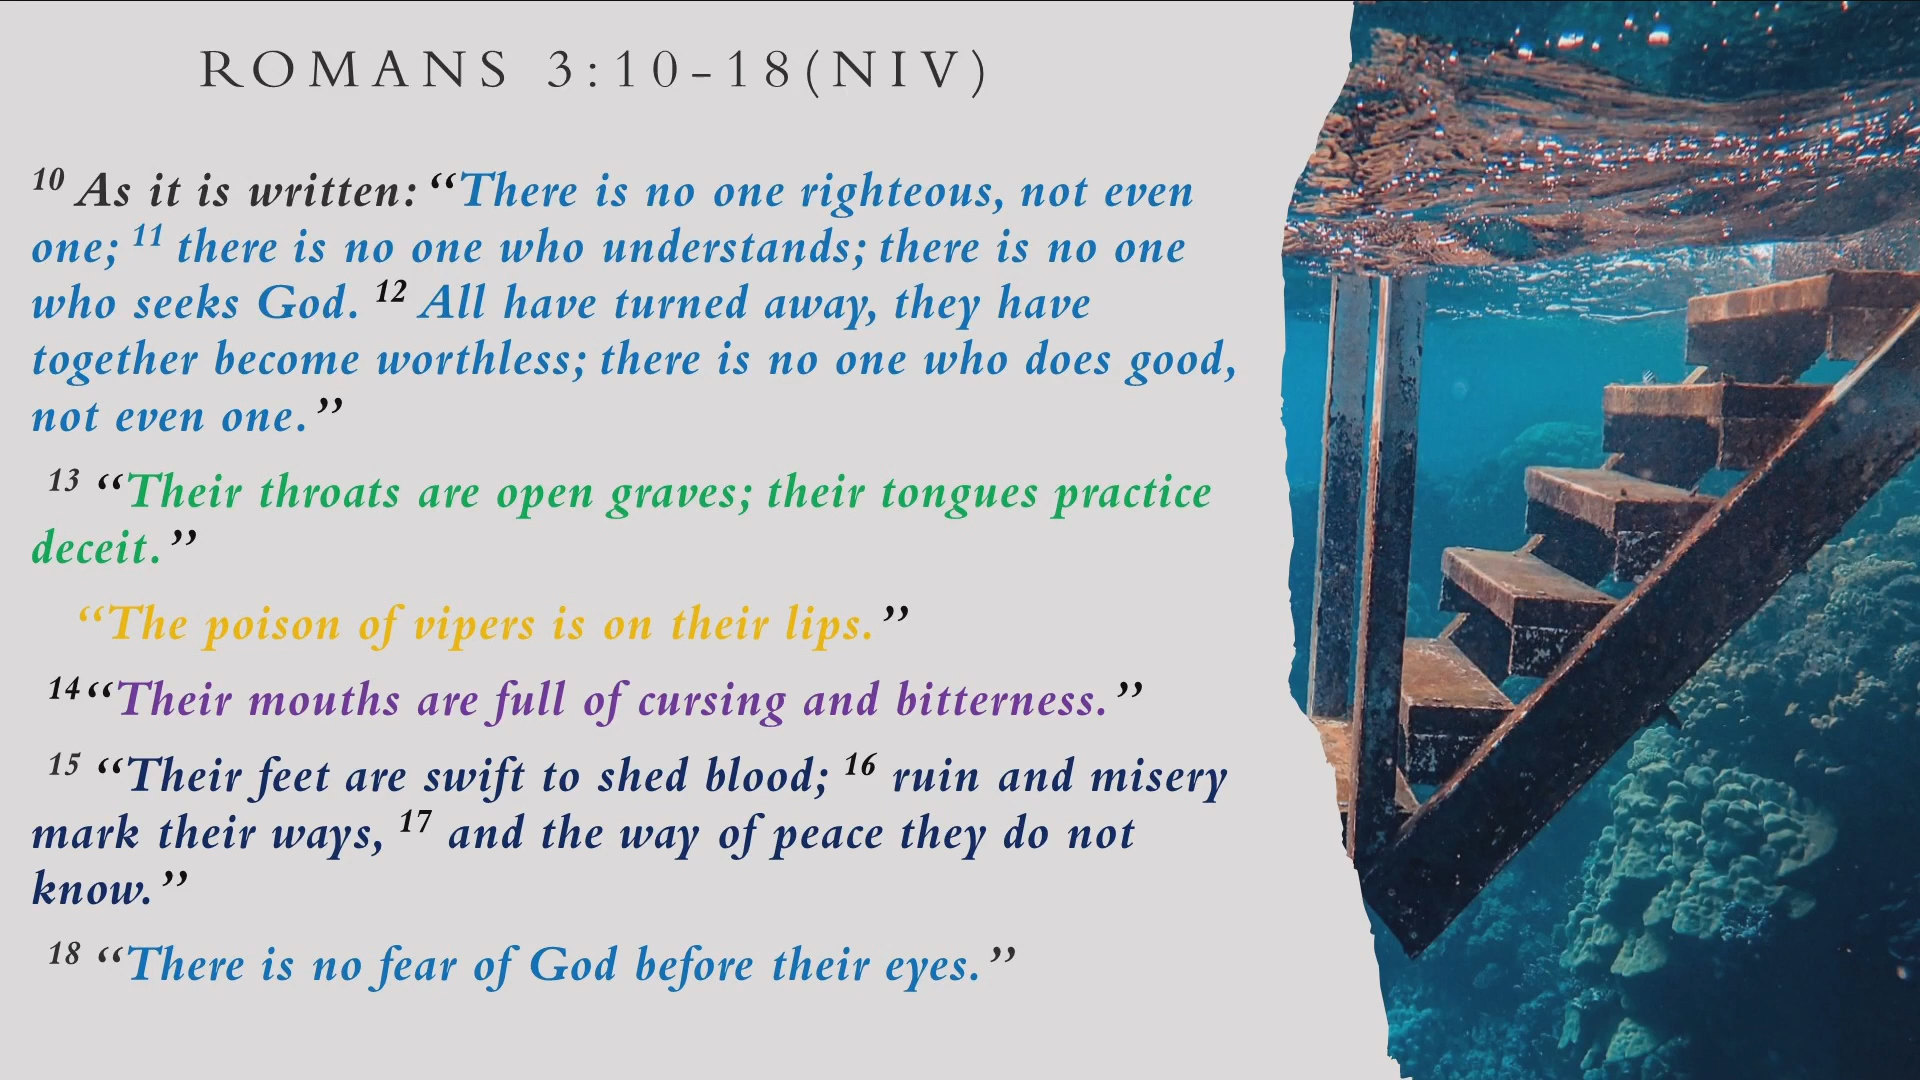 ROMANS 3:10-18(NIV)
10 As it is written: “There is no one righteous, not even
one; 11 there is no one who understands; there is no one
who seeks God. 12 All have turned away, they have
together become worthless; there is no one who does good,
not even one.”
13 “Their throats are open graves; their tongues practice
deceit.”
“The poison of vipers is on their lips.”
14“Their mouths are full of cursing and bitterness.”
15 “Their feet are swift to shed blood; 16 ruin and misery
mark their ways, 17 and the way of peace they do not
know.”
18 “There is no fear of God before their eyes.”